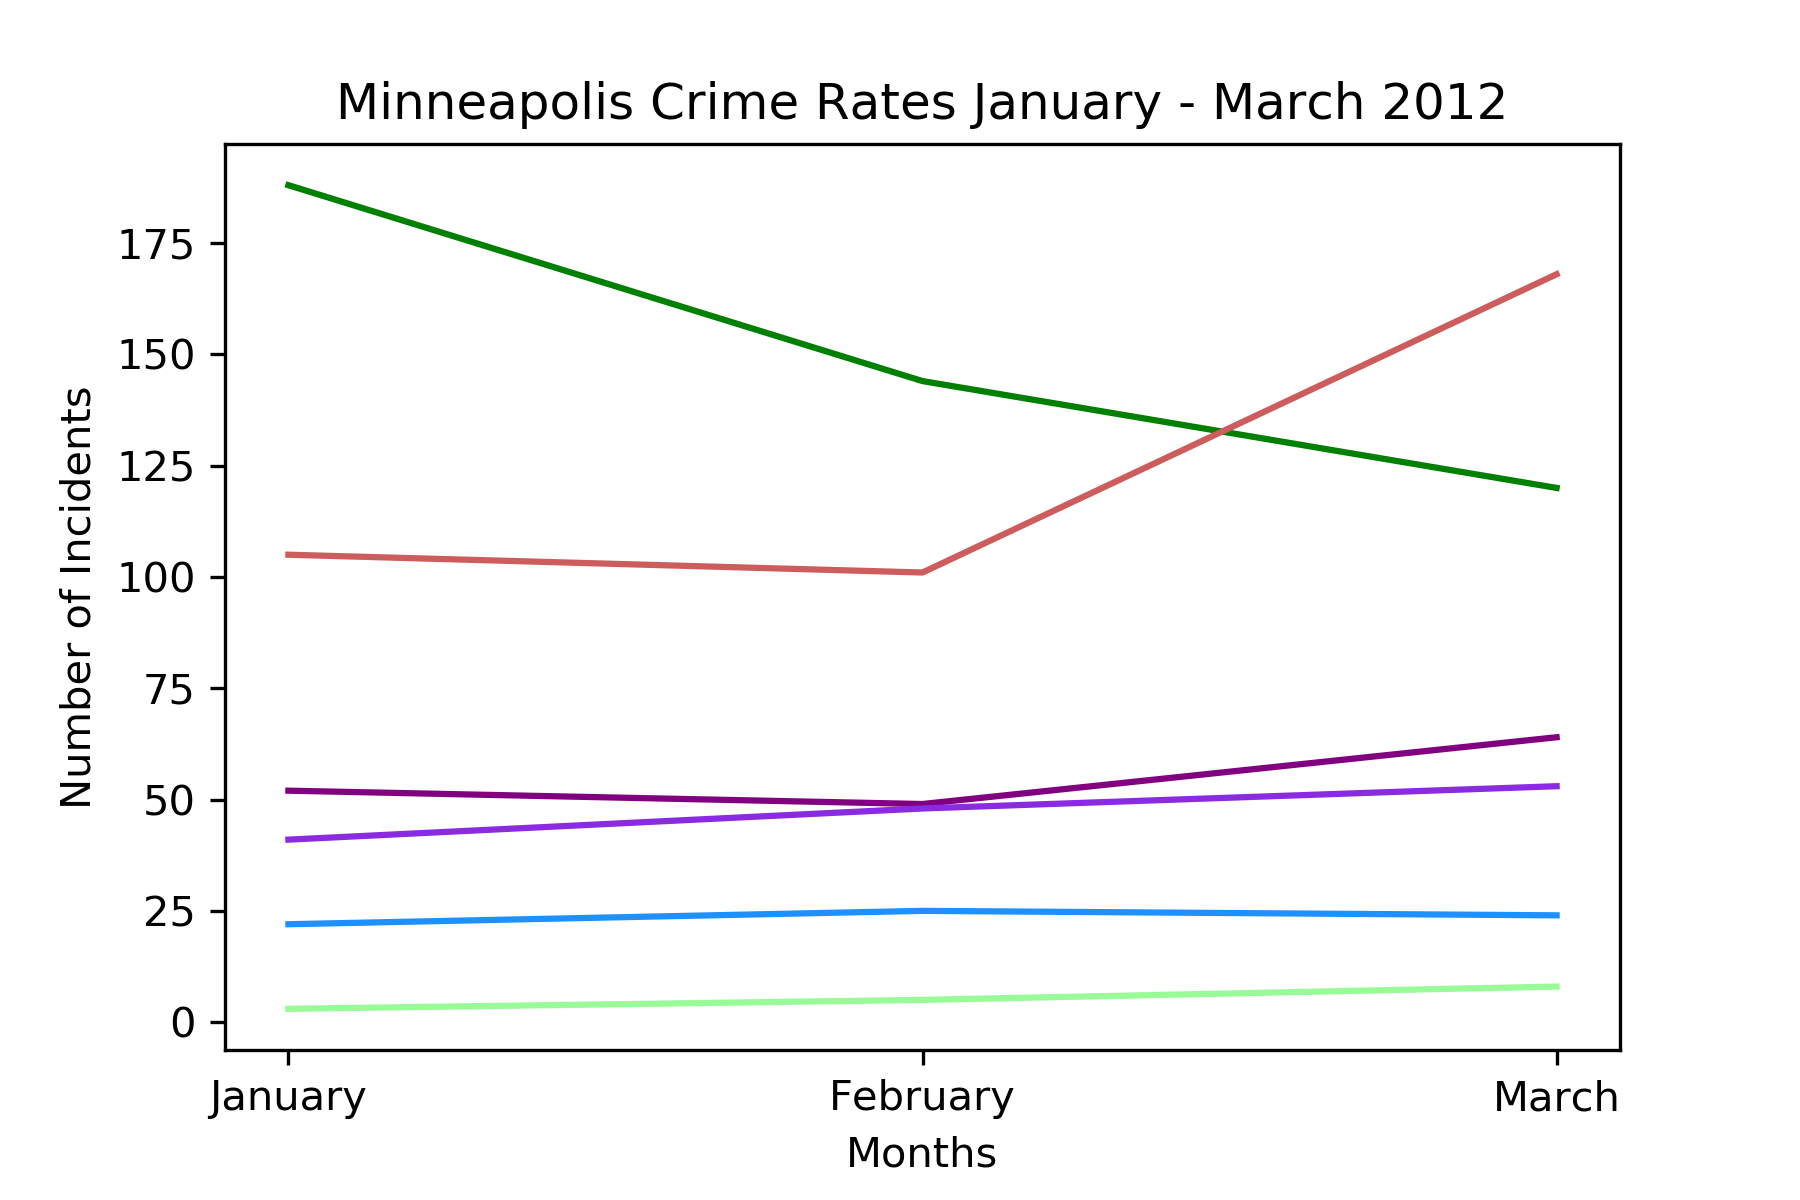 Minneapolis Crime Rates January - March 2012
Number of Incidents
175
150
125
100
75
50
25
0
January February March
Months